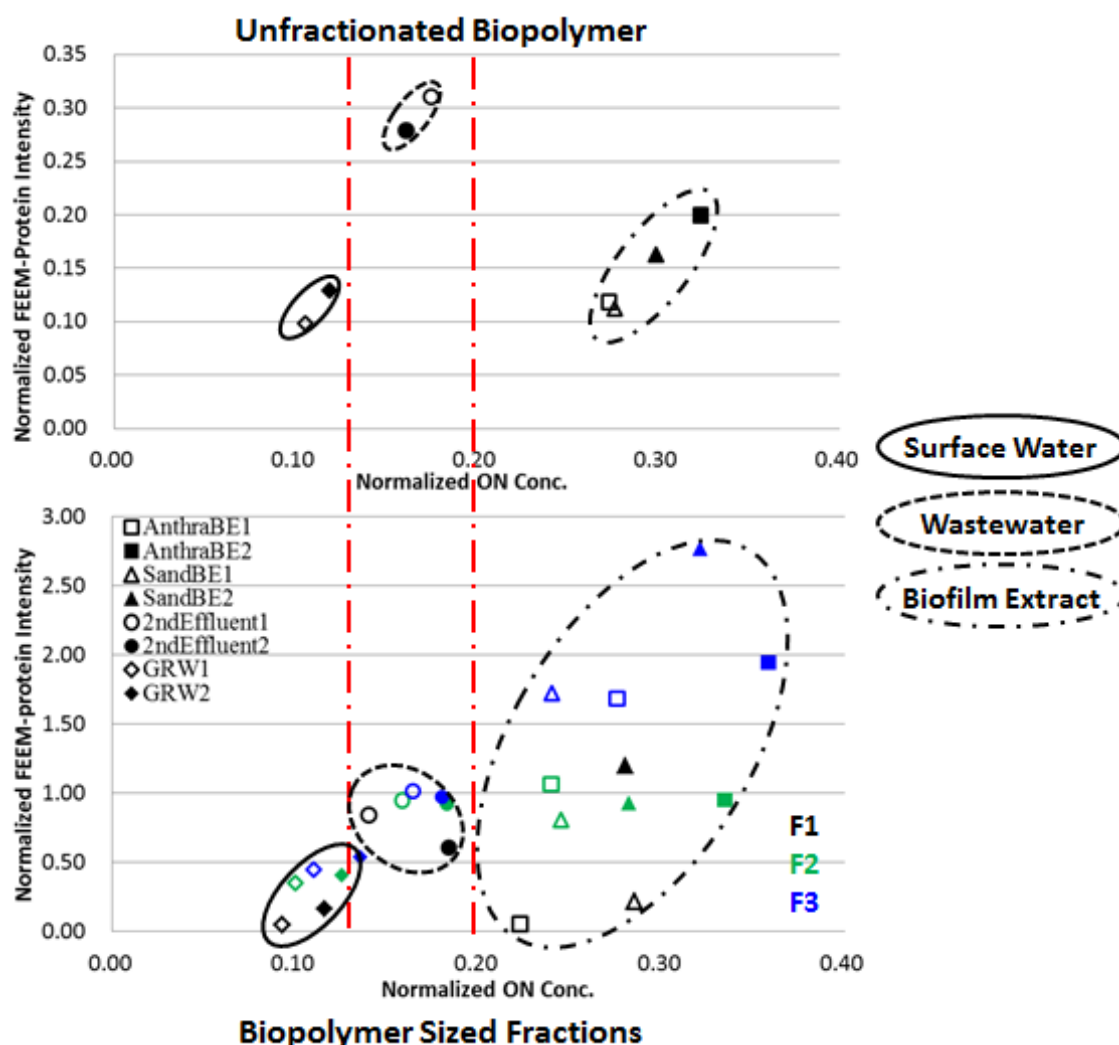 Unfractionated Biopolymer
Normalized FEEM-Protein Intensity
0.35
0.30
0.25
0.20
0.15
0.10
0.05
0.00
0.00 0.10 0.20 0.30 0.40
Normalized ON Conc.
Surface Water
Wastewater
Biofilm Extract
Normalized FEEM-protein Intensity
3.00
2.50
2.00
1.50
1.00
0.50
0.00
AnthraBE1
AnthraBE2
SandBE1
SandBE2
2ndEffluent1
2ndEffluent2
GRW1
GRW2
F1
F2
F3
0.00 0.10 0.20 0.30 0.40
Normalized ON Conc.
Biopolymer Sized Fractions